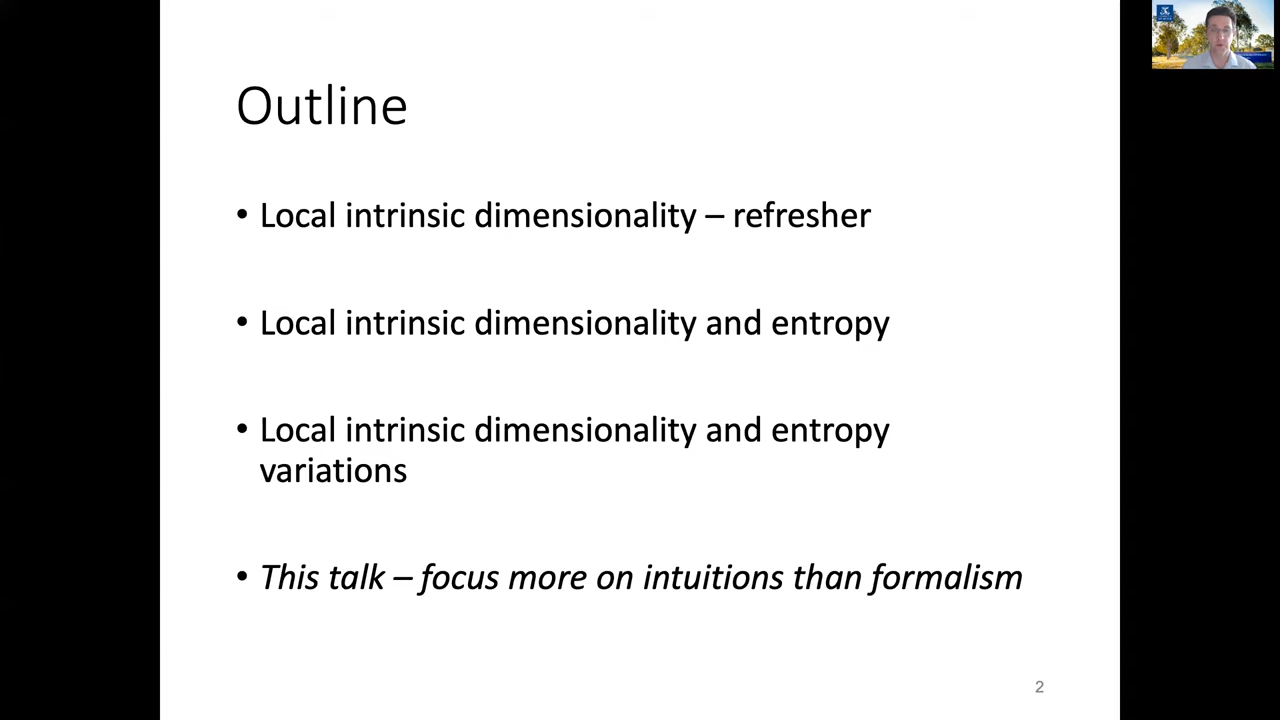 Outline
• Local intrinsic dimensionality – refresher
• Local intrinsic dimensionality and entropy
• Local intrinsic dimensionality and entropy
variations
• This talk – focus more on intuitions than formalism
2